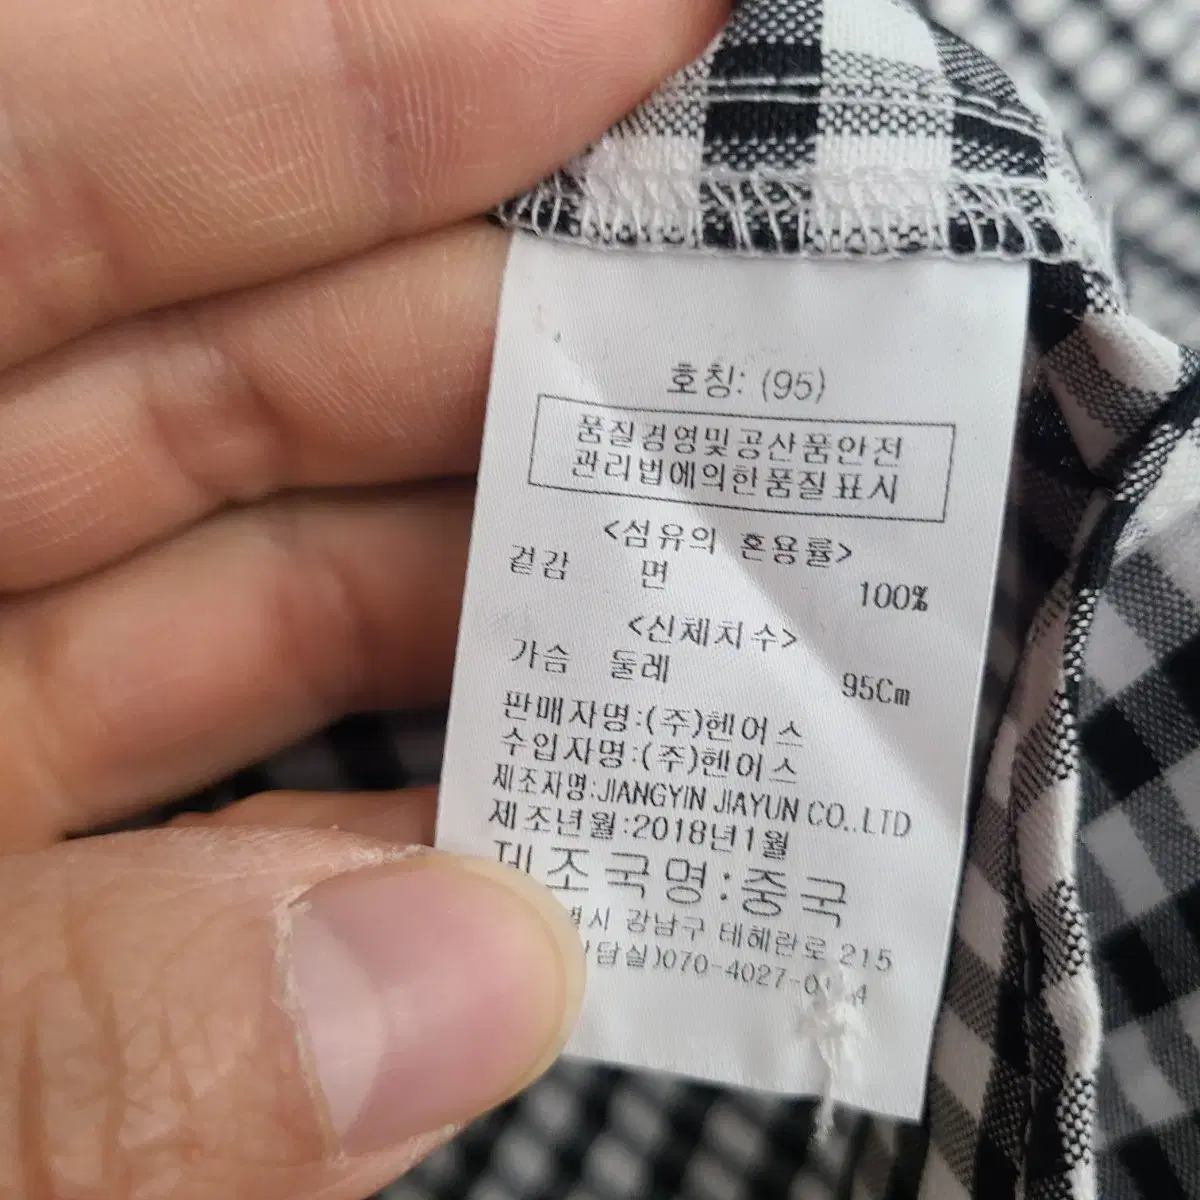 호칭: (95)
품질경영및공산품안전
관리법에의한품질표시
<섬유의 혼용률>
겉감 면 100%
<신체치수>
가슴 둘레 95Cm
판매자명:(주)헨어스
수입자명:(주)헨어스
제조자명:JIANGYIN JIAYUN CO.,LTD
제조년월:2018년1월
제조국명:중국
강남구 테헤란로 215